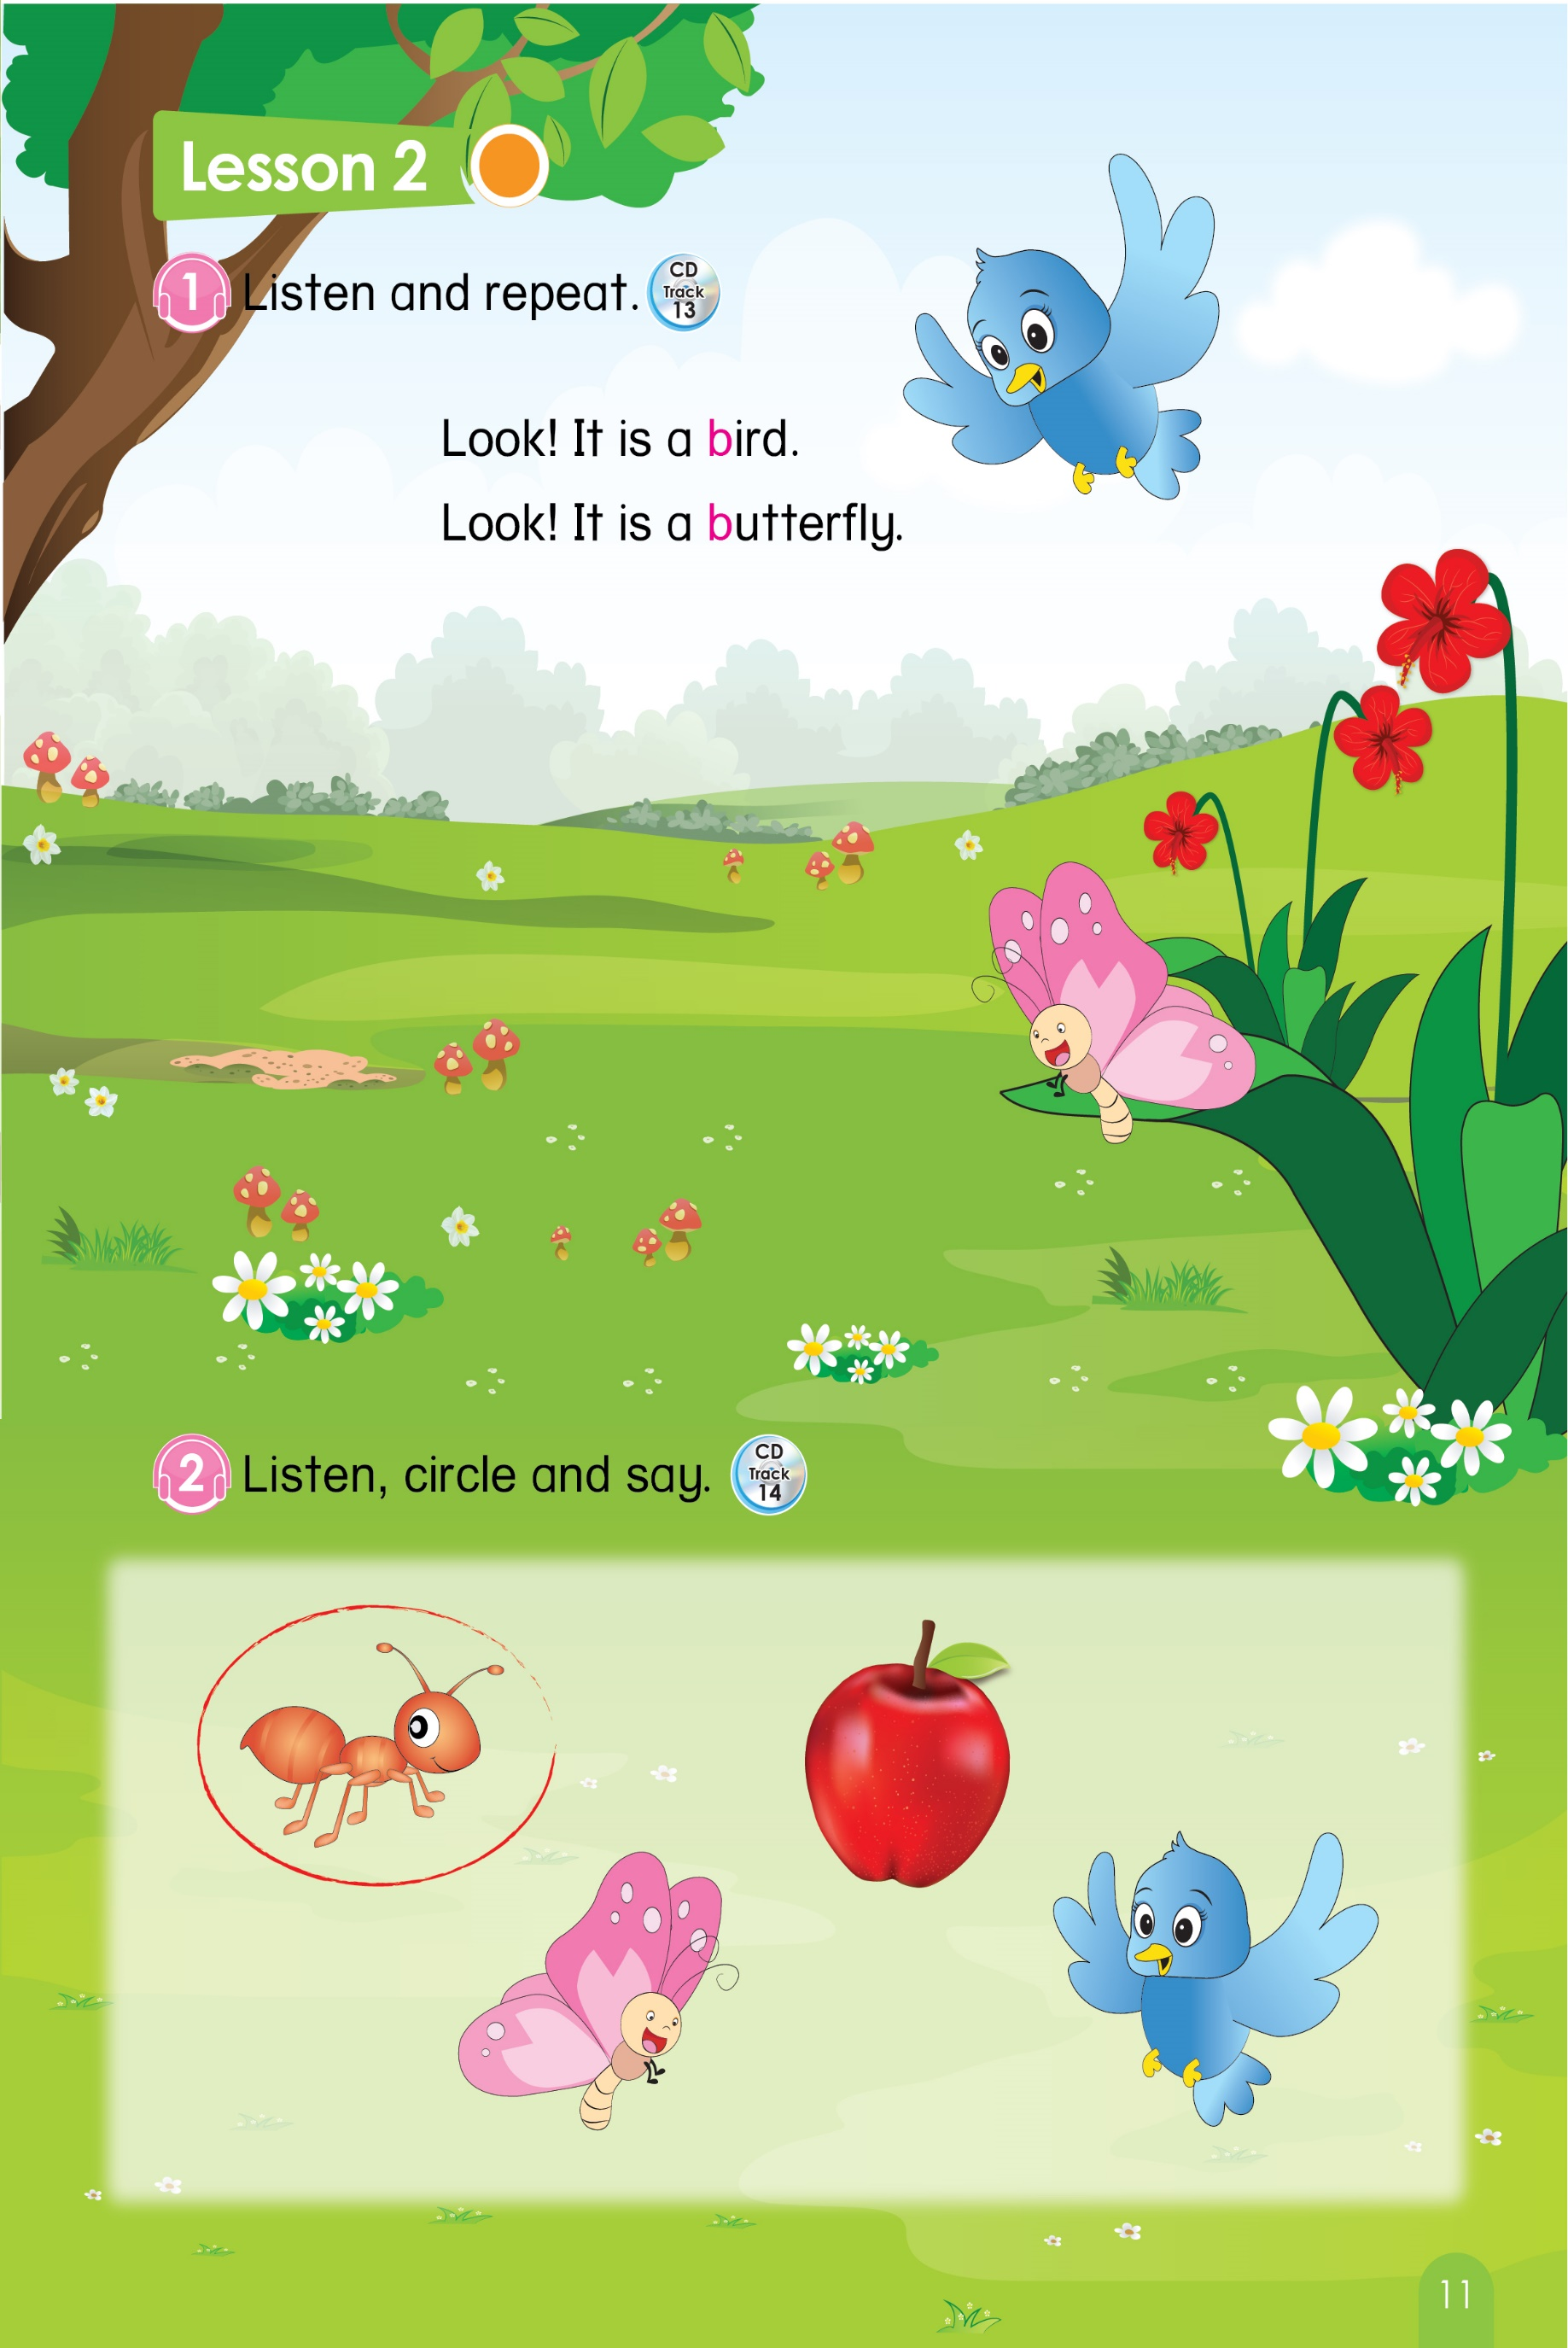 Lesson 2
1 Listen and repeat. CD Track 13
Look! It is a bird.
Look! It is a butterfly.
2 Listen, circle and say. CD Track 14
11